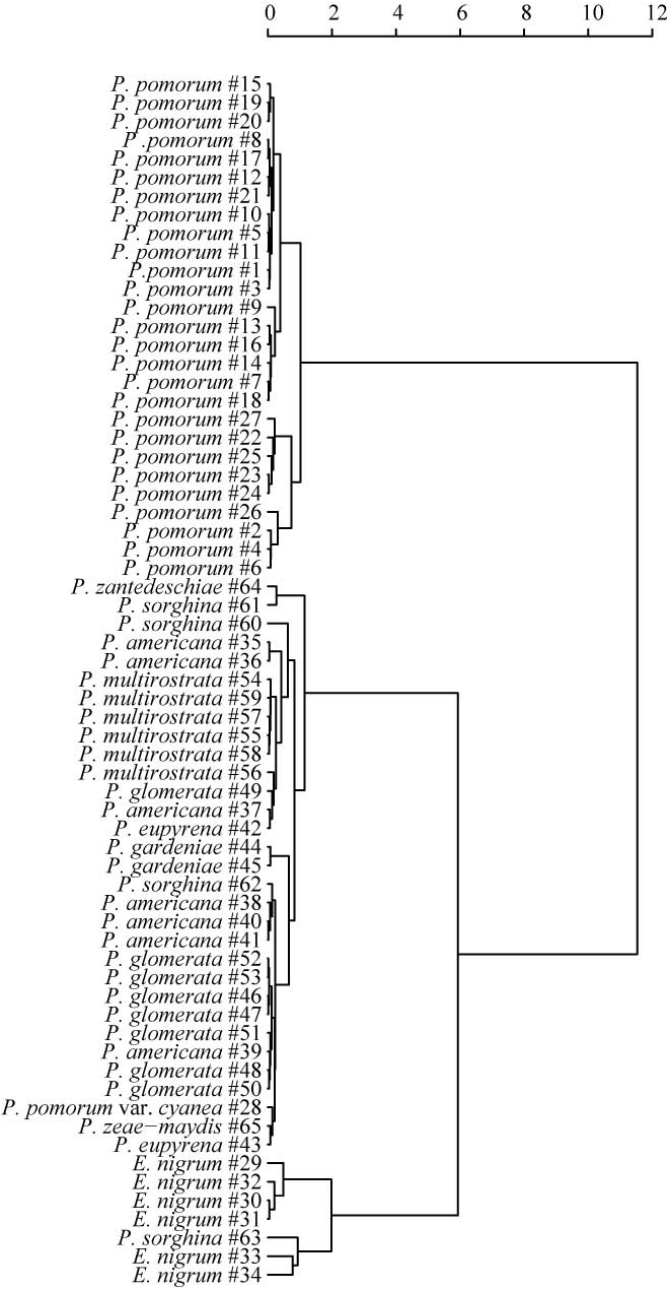 0 2 4 6 8 10 12
P. pomorum #15
P. pomorum #19
P. pomorum #20
P .pomorum #8
P. pomorum #17
P. pomorum #12
P. pomorum #21
P. pomorum #10
P. pomorum #5
P. pomorum #11
P.pomorum #1
P. pomorum #3
P. pomorum #9
P. pomorum #13
P. pomorum #16
P. pomorum #14
P. pomorum #7
P. pomorum #18
P. pomorum #27
P. pomorum #22
P. pomorum #25
P. pomorum #23
P. pomorum #24
P. pomorum #26
P. pomorum #2
P. pomorum #4
P. pomorum #6
P. zantedeschiae #64
P. sorghina #61
P. sorghina #60
P. americana #35
P. americana #36
P. multirostrata #54
P. multirostrata #59
P. multirostrata #57
P. multirostrata #55
P. multirostrata #58
P. multirostrata #56
P. glomerata #49
P. americana #37
P. eupyrena #42
P. gardeniae #44
P. gardeniae #45
P. sorghina #62
P. americana #38
P. americana #40
P. americana #41
P. glomerata #52
P. glomerata #53
P. glomerata #46
P. glomerata #47
P. glomerata #51
P. americana #39
P. glomerata #48
P. glomerata #50
P. pomorum var. cyanea #28
P. zeae−maydis #65
P. eupyrena #43
E. nigrum #29
E. nigrum #32
E. nigrum #30
E. nigrum #31
P. sorghina #63
E. nigrum #33
E. nigrum #34